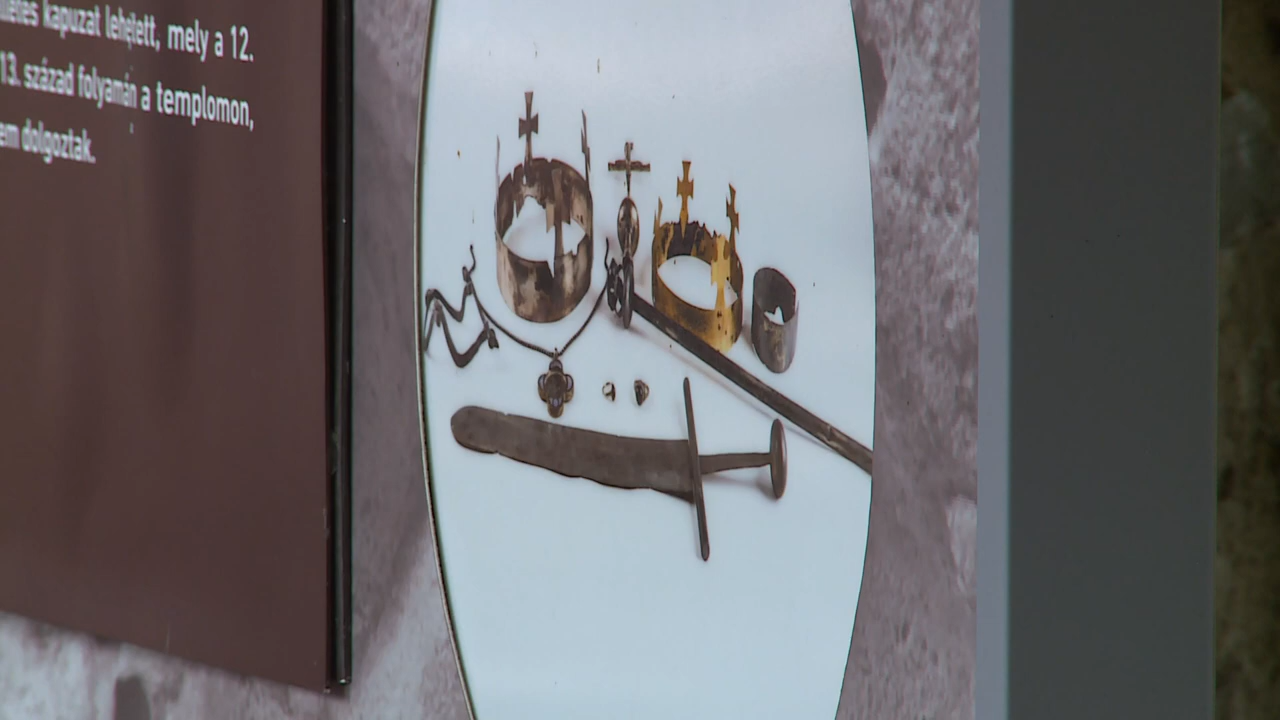 kapuzat lehetett, mely a 12.
13. század folyamán a templomon,
dolgoztak.